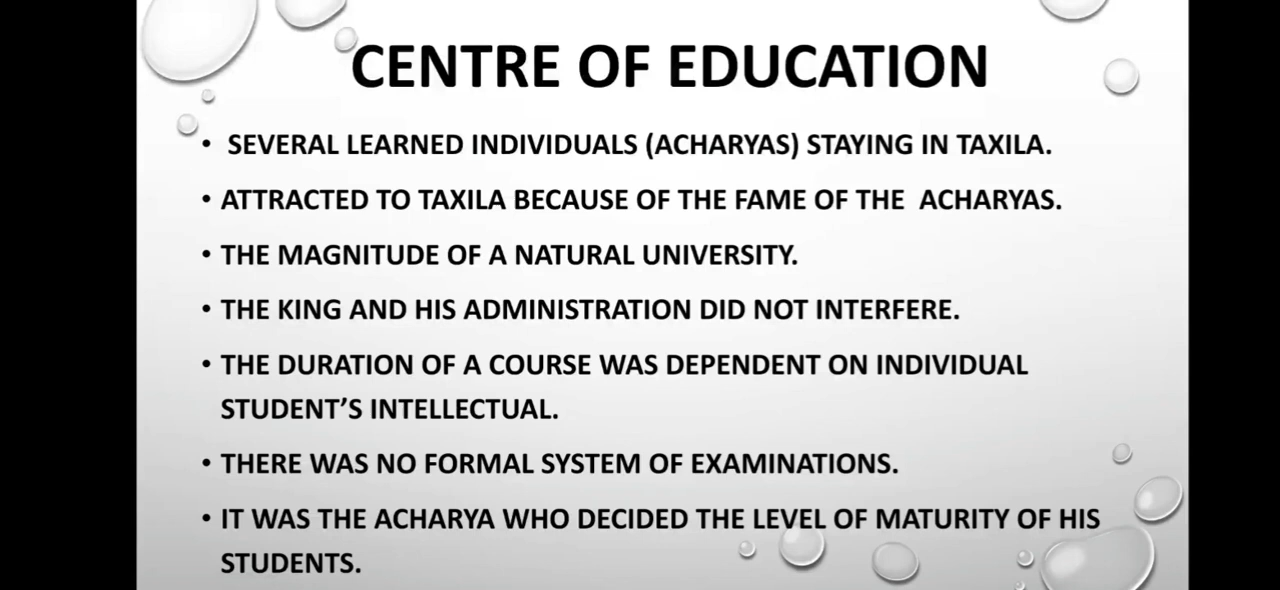 CENTRE OF EDUCATION
• SEVERAL LEARNED INDIVIDUALS (ACHARYAS) STAYING IN TAXILA.
• ATTRACTED TO TAXILA BECAUSE OF THE FAME OF THE ACHARYAS.
• THE MAGNITUDE OF A NATURAL UNIVERSITY.
• THE KING AND HIS ADMINISTRATION DID NOT INTERFERE.
• THE DURATION OF A COURSE WAS DEPENDENT ON INDIVIDUAL
STUDENT’S INTELLECTUAL.
• THERE WAS NO FORMAL SYSTEM OF EXAMINATIONS.
• IT WAS THE ACHARYA WHO DECIDED THE LEVEL OF MATURITY OF HIS
STUDENTS.